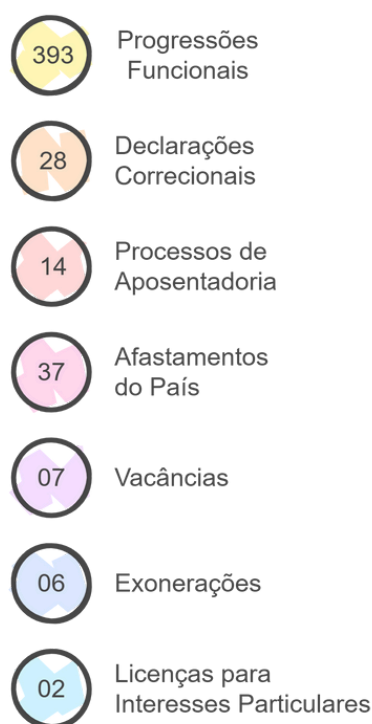 393
Progressões
Funcionais
28
Declarações
Correcionais
14
Processos de
Aposentadoria
37
Afastamentos
do País
07
Vacâncias
06
Exonerações
02
Licenças para
Interesses Particulares